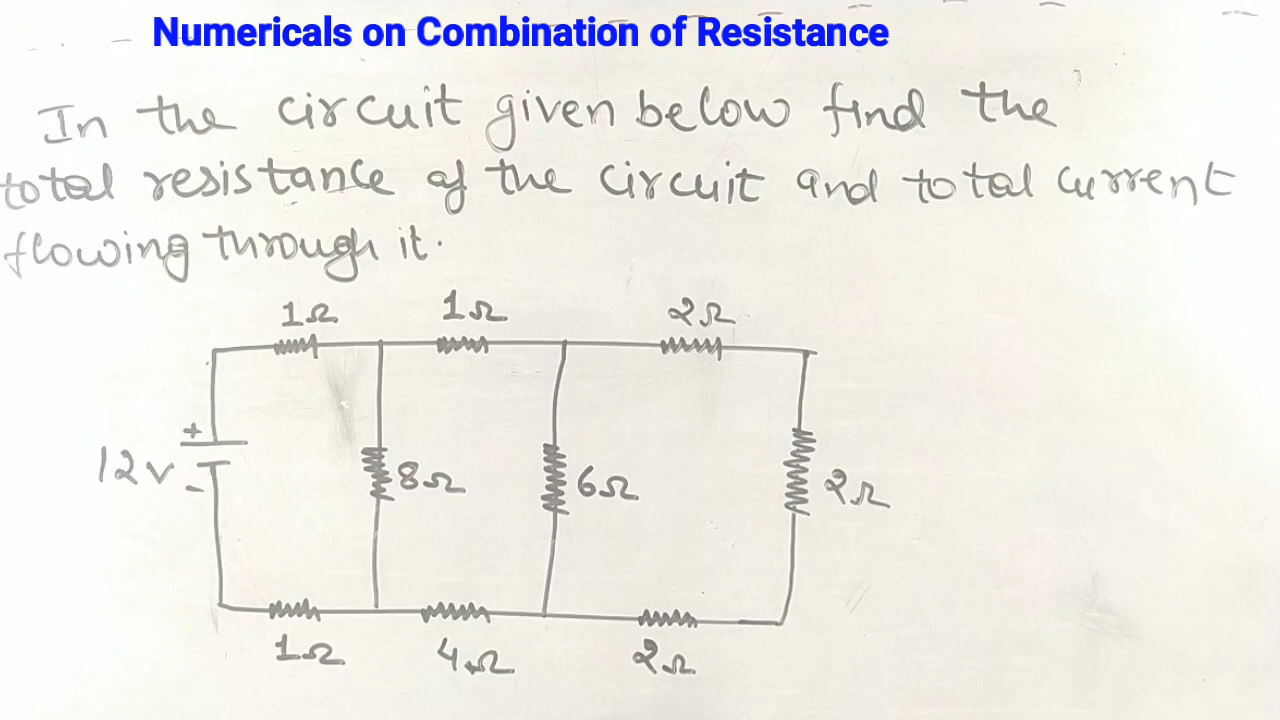 Numericals on Combination of Resistance
In the circuit given below find the
total resistance of the circuit and total current
flowing through it.
1Ω 1Ω 2Ω
+
12v 8Ω 6Ω 2Ω
-
1Ω 4Ω 2Ω